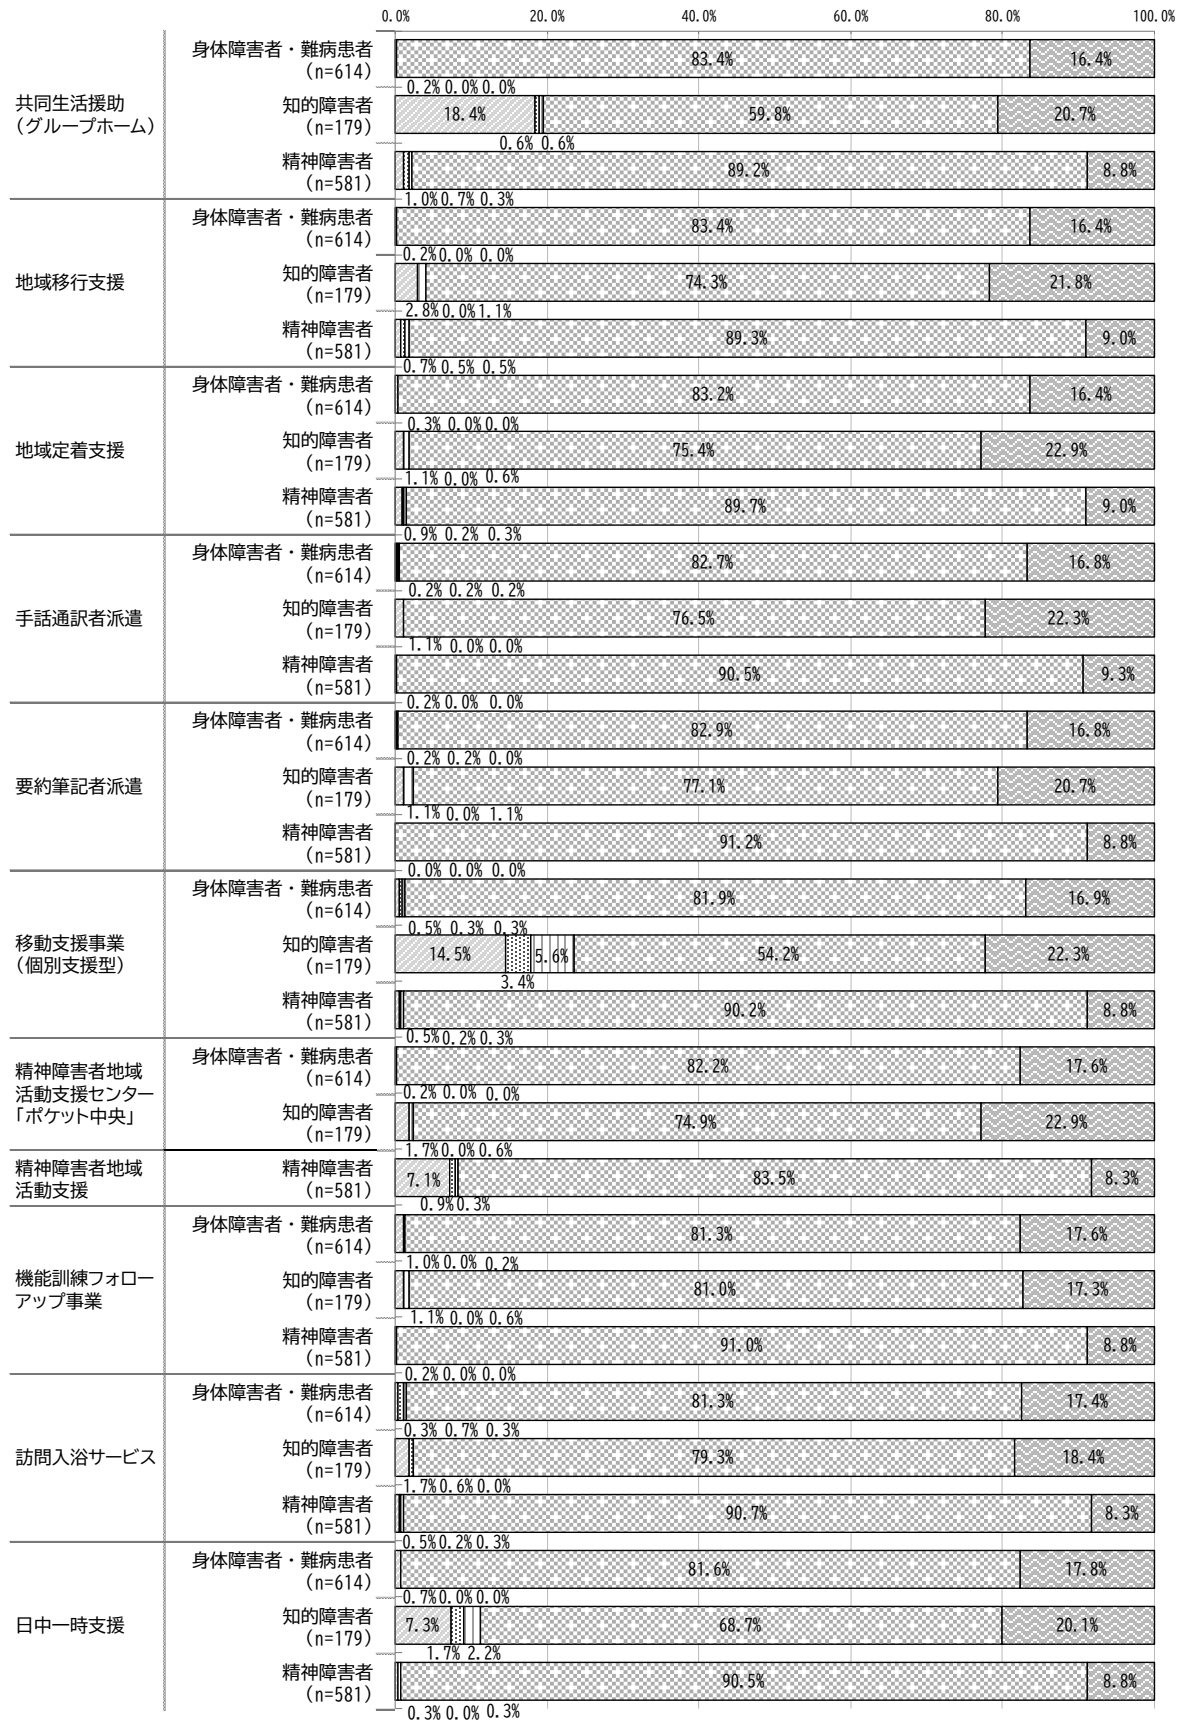 0.0% 20.0% 40.0% 60.0% 80.0% 100.0%
共同生活援助
（グループホーム）
身体障害者・難病患者
(n=614)
83.4% 16.4%
0.2% 0.0% 0.0%
知的障害者
(n=179)
18.4% 59.8% 20.7%
0.6% 0.6%
精神障害者
(n=581)
89.2% 8.8%
1.0% 0.7% 0.3%
地域移行支援
身体障害者・難病患者
(n=614)
83.4% 16.4%
0.2% 0.0% 0.0%
知的障害者
(n=179)
74.3% 21.8%
2.8% 0.0% 1.1%
精神障害者
(n=581)
89.3% 9.0%
0.7% 0.5% 0.5%
地域定着支援
身体障害者・難病患者
(n=614)
83.2% 16.4%
0.3% 0.0% 0.0%
知的障害者
(n=179)
75.4% 22.9%
1.1% 0.0% 0.6%
精神障害者
(n=581)
89.7% 9.0%
0.9% 0.2% 0.3%
手話通訳者派遣
身体障害者・難病患者
(n=614)
82.7% 16.8%
0.2% 0.2% 0.2%
知的障害者
(n=179)
76.5% 22.3%
1.1% 0.0% 0.0%
精神障害者
(n=581)
90.5% 9.3%
0.2% 0.0% 0.0%
要約筆記者派遣
身体障害者・難病患者
(n=614)
82.9% 16.8%
0.2% 0.2% 0.0%
知的障害者
(n=179)
77.1% 20.7%
1.1% 0.0% 1.1%
精神障害者
(n=581)
91.2% 8.8%
0.0% 0.0% 0.0%
移動支援事業
（個別支援型）
身体障害者・難病患者
(n=614)
81.9% 16.9%
0.5% 0.3% 0.3%
知的障害者
(n=179)
14.5% 5.6% 54.2% 22.3%
3.4%
精神障害者
(n=581)
90.2% 8.8%
0.5% 0.2% 0.3%
精神障害者地域
活動支援センター
「ポケット中央」
身体障害者・難病患者
(n=614)
82.2% 17.6%
0.2% 0.0% 0.0%
知的障害者
(n=179)
74.9% 22.9%
1.7% 0.0% 0.6%
精神障害者地域
活動支援
精神障害者
(n=581)
7.1% 83.5% 8.3%
0.9% 0.3%
機能訓練フォロー
アップ事業
身体障害者・難病患者
(n=614)
81.3% 17.6%
1.0% 0.0% 0.2%
知的障害者
(n=179)
81.0% 17.3%
1.1% 0.0% 0.6%
精神障害者
(n=581)
91.0% 8.8%
0.2% 0.0% 0.0%
訪問入浴サービス
身体障害者・難病患者
(n=614)
81.3% 17.4%
0.3% 0.7% 0.3%
知的障害者
(n=179)
79.3% 18.4%
1.7% 0.6% 0.0%
精神障害者
(n=581)
90.7% 8.3%
0.5% 0.2% 0.3%
日中一時支援
身体障害者・難病患者
(n=614)
81.6% 17.8%
0.7% 0.0% 0.0%
知的障害者
(n=179)
7.3% 68.7% 20.1%
1.7% 2.2%
精神障害者
(n=581)
90.5% 8.8%
0.3% 0.0% 0.3%